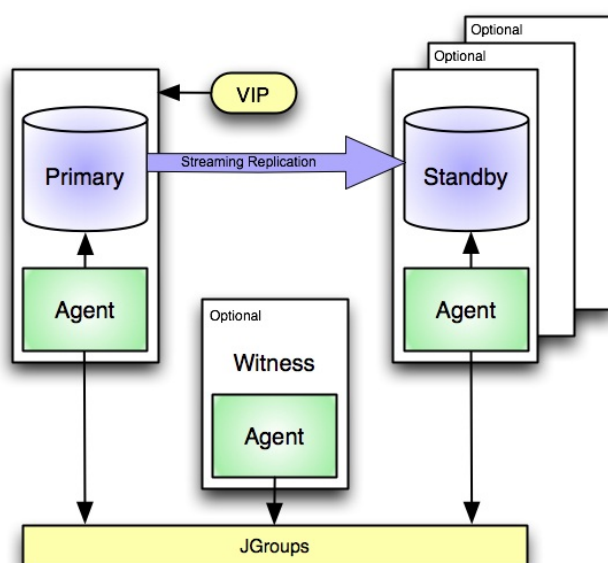 Optional
Optional
VIP
Streaming Replication
Primary
Standby
Agent
Agent
Optional
Witness
Agent
JGroups